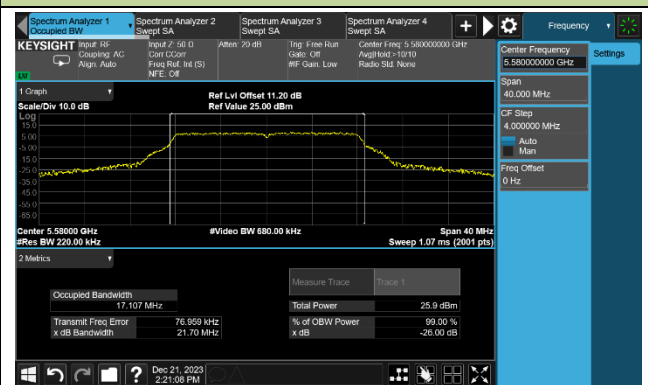 Spectrum Analyzer 1
Occupied BW
Spectrum Analyzer 2
Swept SA
Spectrum Analyzer 3
Swept SA
Spectrum Analyzer 4
Swept SA
Frequency
KEYSIGHT
Input: RF
Coupling: AC
Align: Auto
Input Z: 50 Ω
Corr CCorr
Freq Ref: Int (S)
NFE: Off
Atten: 20 dB
Trig: Free Run
Gate: Off
#IF Gain: Low
Center Freq: 5.580000000 GHz
Avg|Hold:>10/10
Radio Std: None
Center Frequency
5.580000000 GHz
Settings
Span
40.000 MHz
CF Step
4.000000 MHz
Auto
Man
Freq Offset
0 Hz
1 Graph
Scale/Div 10.0 dB
Ref Lvl Offset 11.20 dB
Ref Value 25.00 dBm
Log
15.0
5.00
-5.00
-15.0
-25.0
-35.0
-45.0
-55.0
-65.0
Center 5.58000 GHz
#Res BW 220.00 kHz
#Video BW 680.00 kHz
Span 40 MHz
Sweep 1.07 ms (2001 pts)
2 Metrics
Measure Trace
Trace 1
Occupied Bandwidth
17.107 MHz
Total Power
25.9 dBm
Transmit Freq Error
76.959 kHz
% of OBW Power
99.00 %
x dB Bandwidth
21.70 MHz
x dB
-26.00 dB
Dec 21, 2023
2:21:08 PM